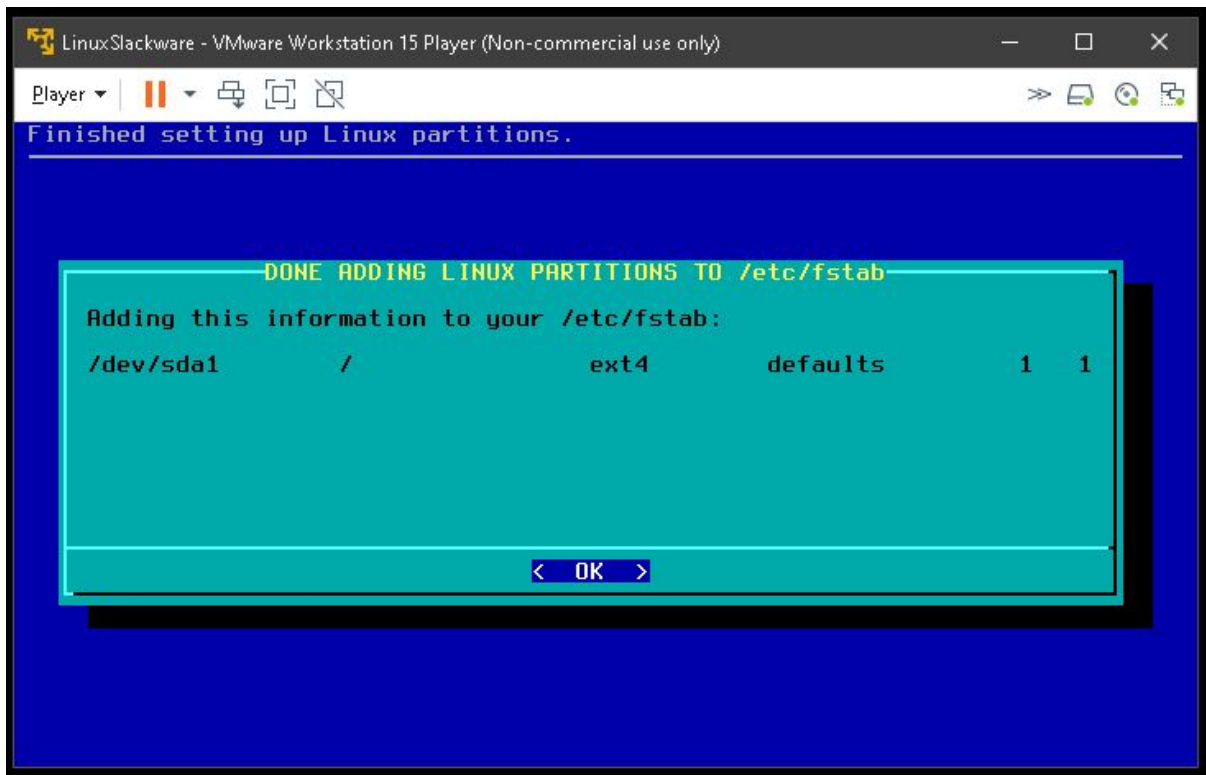 LinuxSlackware - VMware Workstation 15 Player (Non-commercial use only)
Player
Finished setting up Linux partitions.
DONE ADDING LINUX PARTITIONS TO /etc/fstab
Adding this information to your /etc/fstab:
/dev/sda1 / ext4 defaults 1 1
< OK >